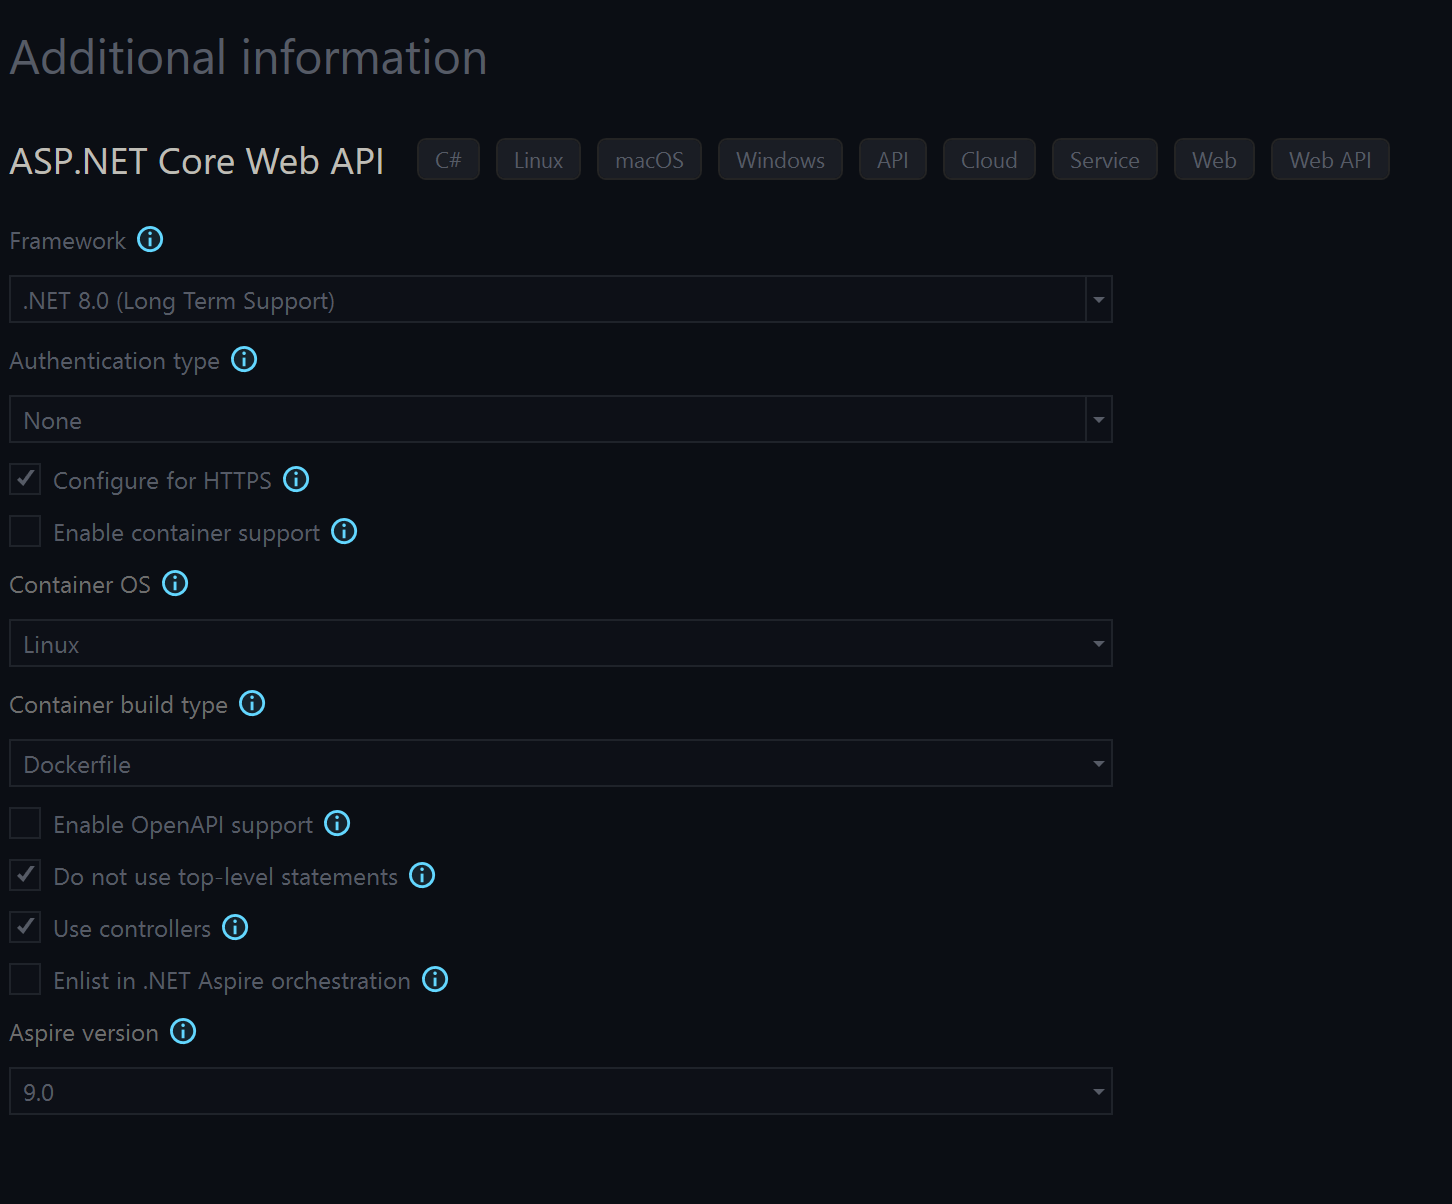 Additional information
ASP.NET Core Web API C# Linux macOS Windows API Cloud Service Web Web API
Framework
.NET 8.0 (Long Term Support)
Authentication type
None
Configure for HTTPS
Enable container support
Container OS
Linux
Container build type
Dockerfile
Enable OpenAPI support
Do not use top-level statements
Use controllers
Enlist in .NET Aspire orchestration
Aspire version
9.0